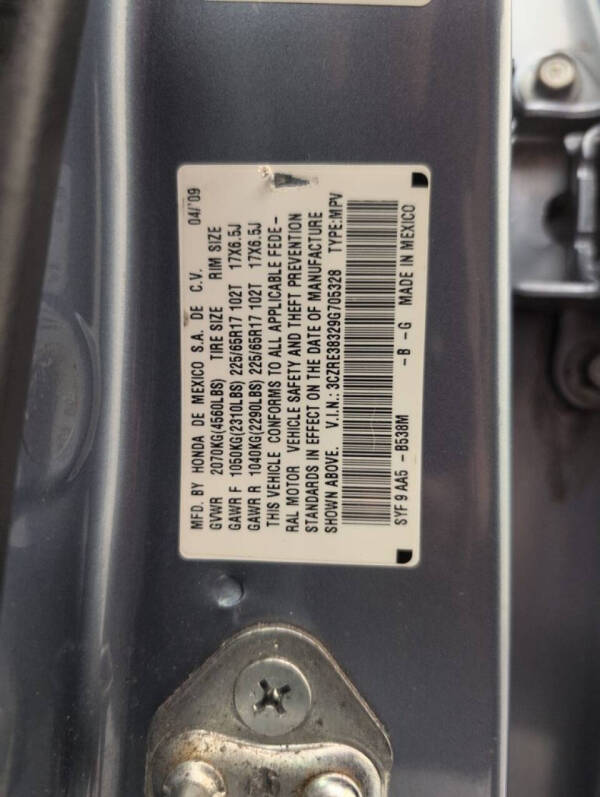 MFD. BY HONDA DE MEXICO S.A. DE C.V. 04/'09
GVWR 2070KG(4560LBS) TIRE SIZE RIM SIZE
GAWR F 1050KG(2310LBS) 225/65R17 102T 17X6.5J
GAWR R 1040KG(2290LBS) 225/65R17 102T 17X6.5J
THIS VEHICLE CONFORMS TO ALL APPLICABLE FEDE-
RAL MOTOR VEHICLE SAFETY AND THEFT PREVENTION
STANDARDS IN EFFECT ON THE DATE OF MANUFACTURE
SHOWN ABOVE. V.I.N.: 3CZRE38329G705328 TYPE:MPV
SYF 9 AA5 - B538M - B - G MADE IN MEXICO